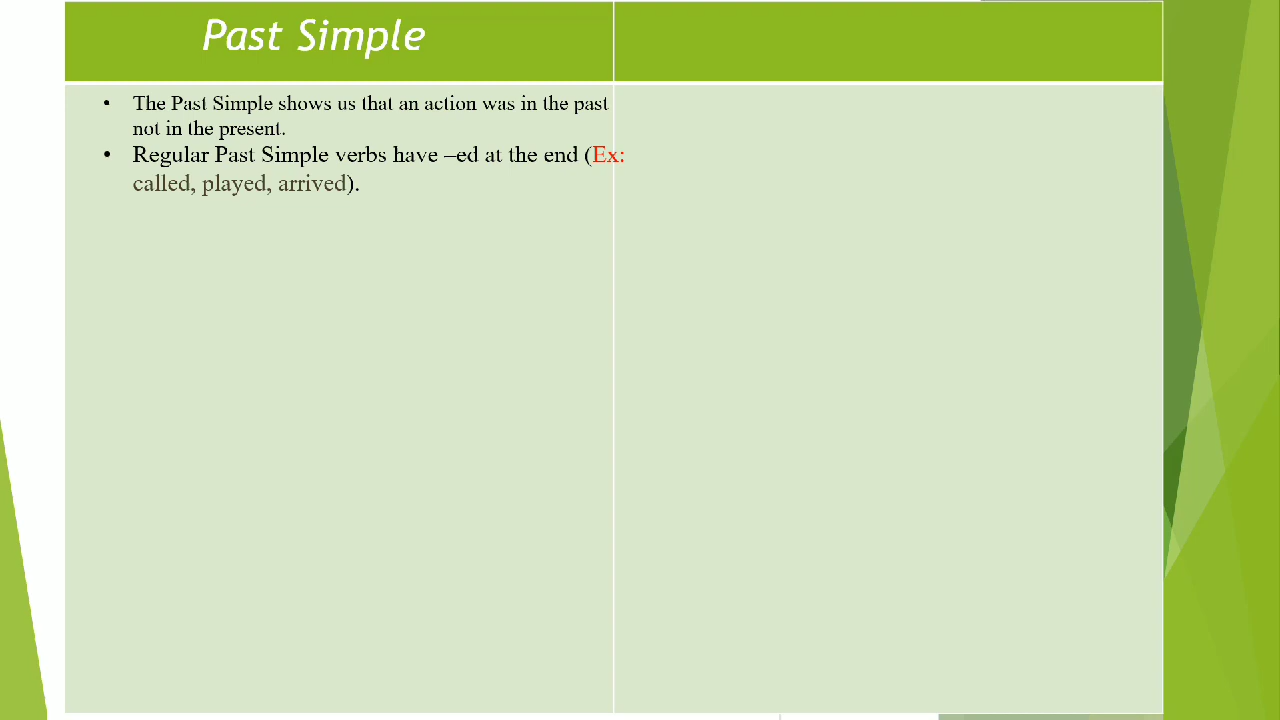 Past Simple
• The Past Simple shows us that an action was in the past
not in the present.
• Regular Past Simple verbs have –ed at the end (Ex:
called, played, arrived).